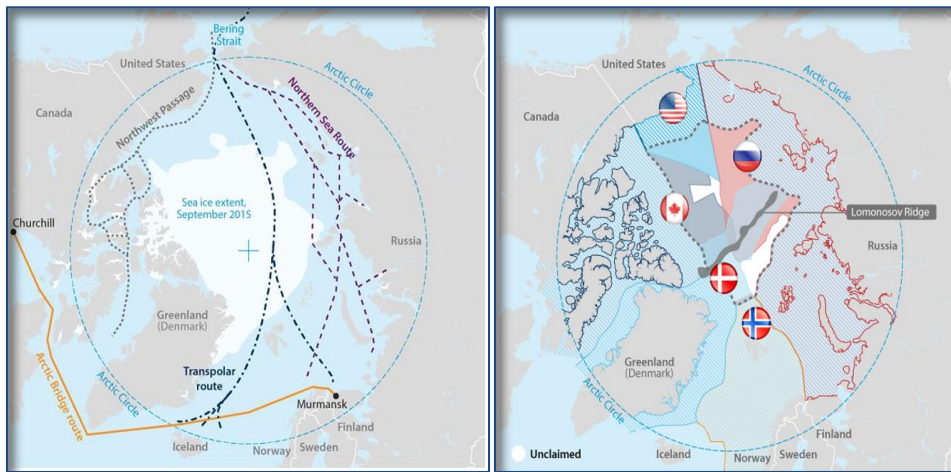 Bering
Strait
United States
Arctic Circle
Canada
Northwest Passage
Northern Sea Route
Sea ice extent,
September 2015
Churchill
Russia
Greenland
(Denmark)
Arctic Bridge route
Transpolar
route
Arctic Circle
Murmansk
Finland
Iceland
Norway
Sweden
United States
Arctic Circle
Canada
Lomonosov Ridge
Russia
Greenland
(Denmark)
Arctic Circle
Finland
Unclaimed
Iceland
Norway
Sweden